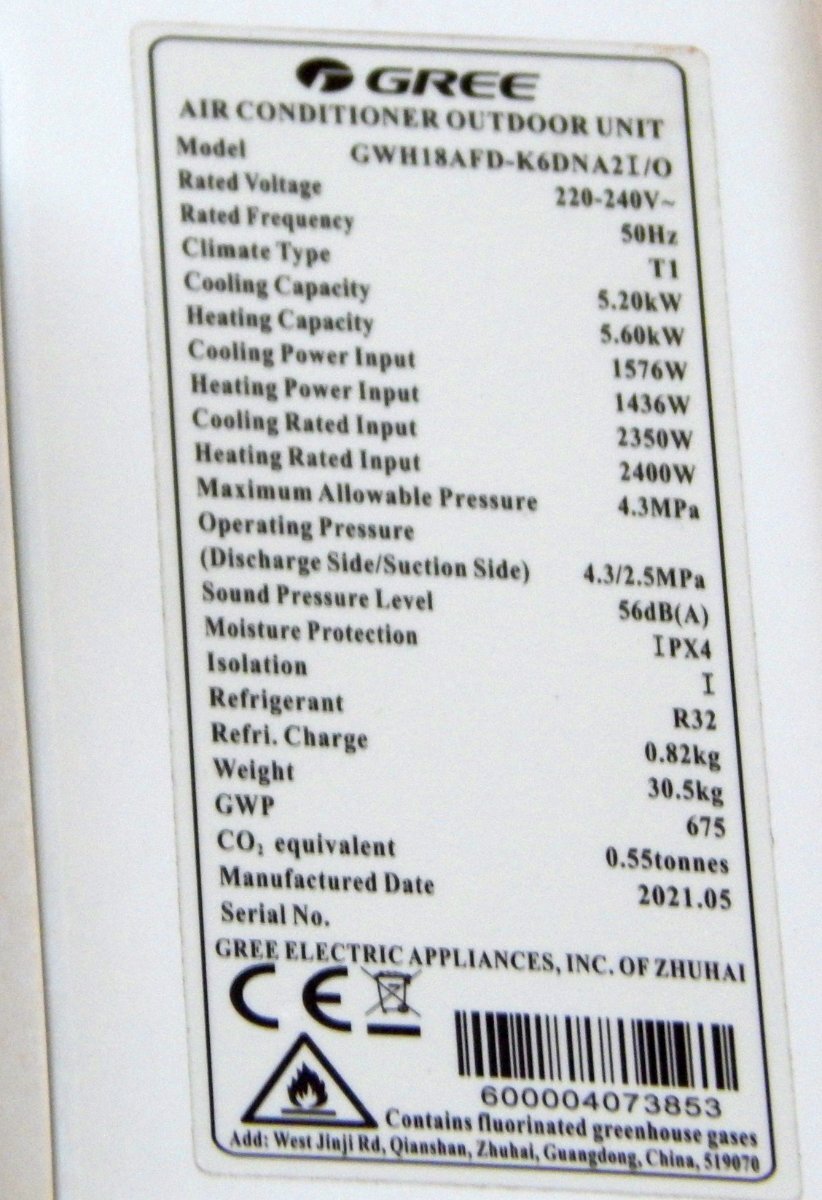 GREE
AIR CONDITIONER OUTDOOR UNIT
Model GWH18AFD-K6DNA2I/O
Rated Voltage 220-240V~
Rated Frequency 50Hz
Climate Type T1
Cooling Capacity 5.20kW
Heating Capacity 5.60kW
Cooling Power Input 1576W
Heating Power Input 1436W
Cooling Rated Input 2350W
Heating Rated Input 2400W
Maximum Allowable Pressure 4.3MPa
Operating Pressure
(Discharge Side/Suction Side) 4.3/2.5MPa
Sound Pressure Level 56dB(A)
Moisture Protection IPX4
Isolation I
Refrigerant R32
Refri. Charge 0.82kg
Weight 30.5kg
GWP 675
CO₂ equivalent 0.55tonnes
Manufactured Date 2021.05
Serial No.
GREE ELECTRIC APPLIANCES, INC. OF ZHUHAI
CE
600004073853
Contains fluorinated greenhouse gases
Add: West Jinji Rd, Qianshan, Zhuhai, Guangdong, China, 519070